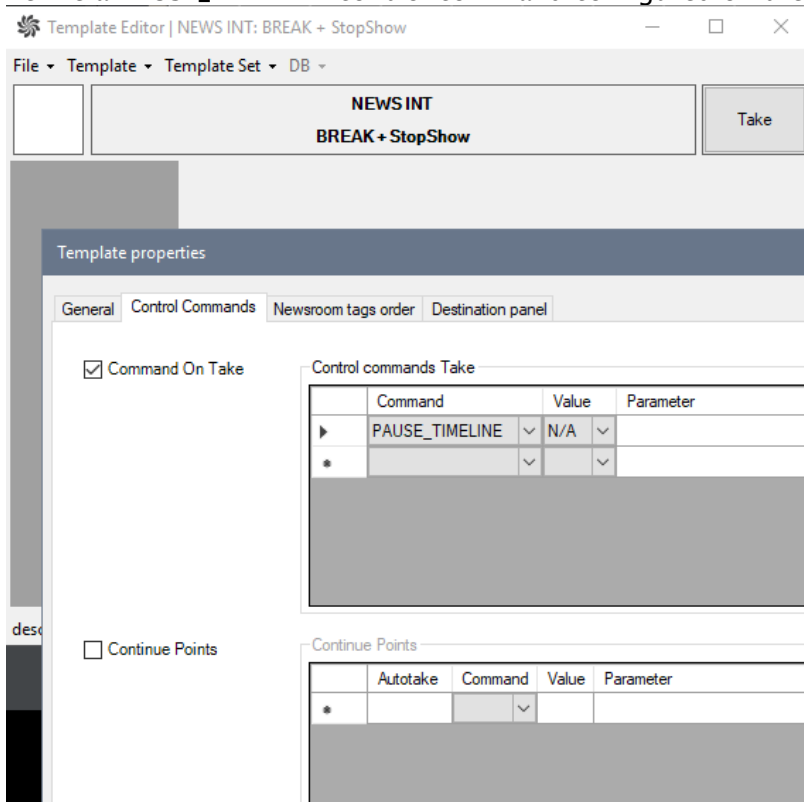 Template Editor | NEWS INT: BREAK + StopShow
File Template Template Set DB
NEWS INT
BREAK + StopShow
Take
Template properties
General Control Commands Newsroom tags order Destination panel
Command On Take
Control commands Take
Command Value Parameter
PAUSE_TIMELINE N/A
desc
Continue Points
Continue Points
Autotake Command Value Parameter